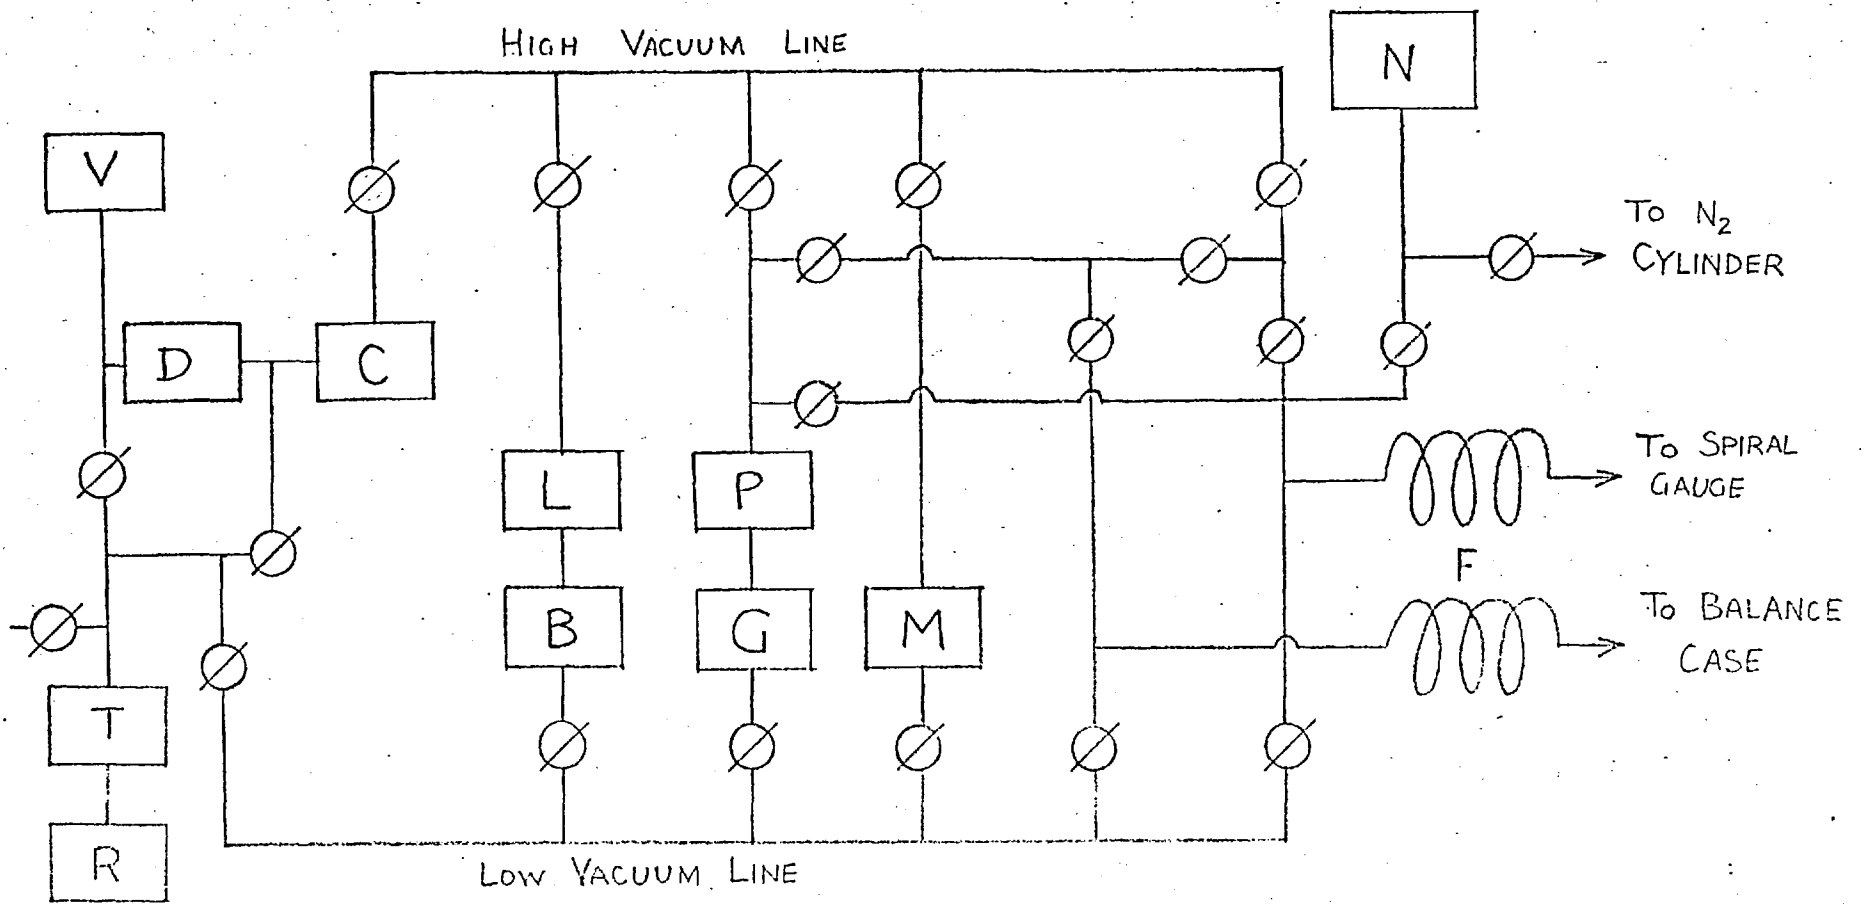 HIGH VACUUM LINE
N
V
TO N2
CYLINDER
D
C
TO SPIRAL
GAUGE
L
P
F
B
G
M
TO BALANCE
CASE
T
R
LOW VACUUM LINE